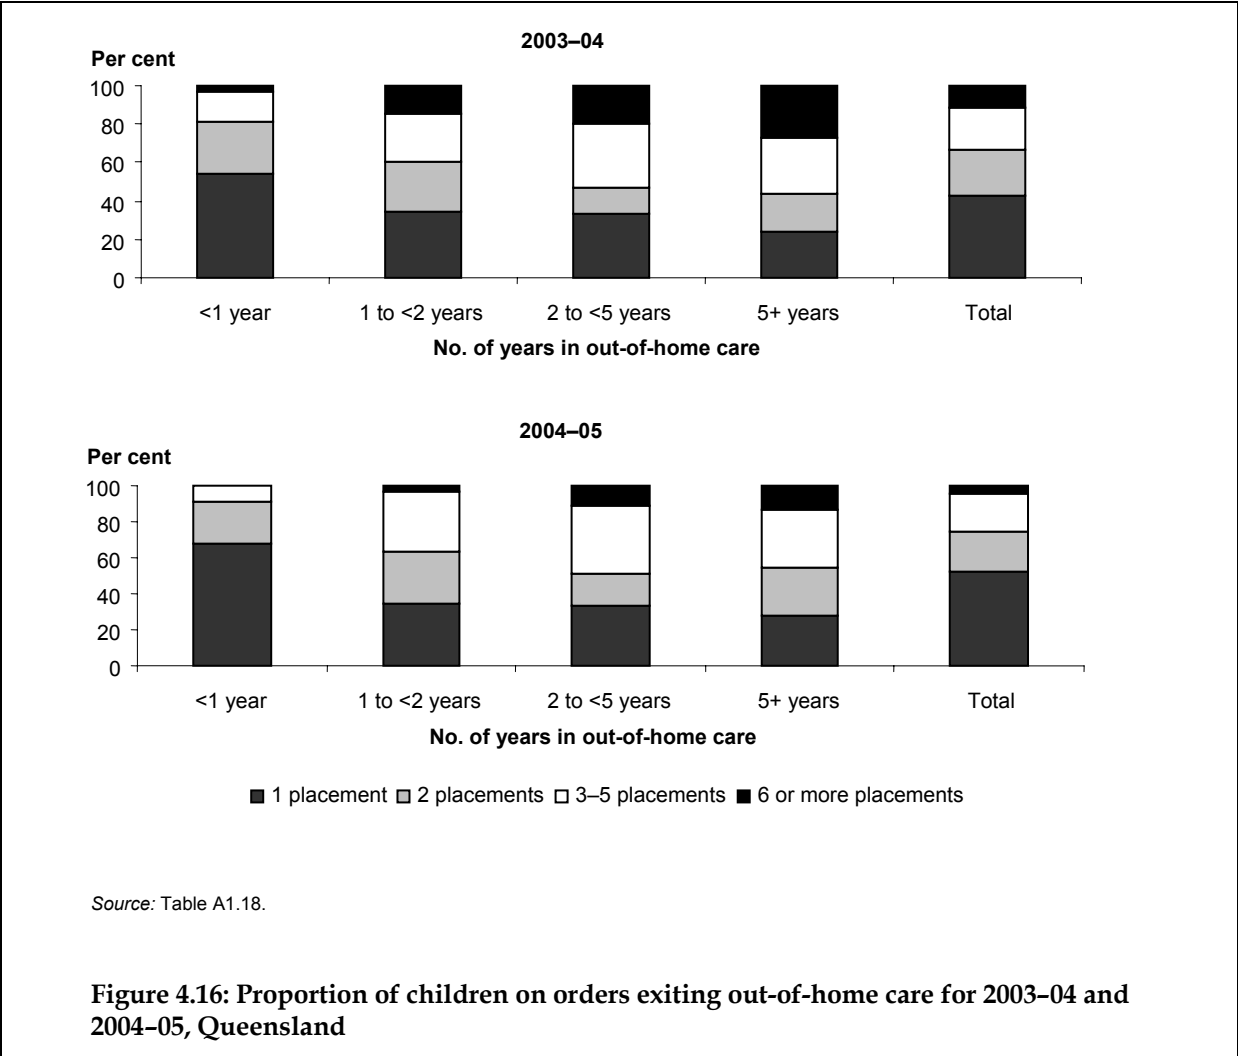 2003–04
Per cent
100
80
60
40
20
0
<1 year 1 to <2 years 2 to <5 years 5+ years Total
No. of years in out-of-home care
2004–05
Per cent
100
80
60
40
20
0
<1 year 1 to <2 years 2 to <5 years 5+ years Total
No. of years in out-of-home care
1 placement 2 placements 3–5 placements 6 or more placements
Source: Table A1.18.
Figure 4.16: Proportion of children on orders exiting out-of-home care for 2003–04 and
2004–05, Queensland